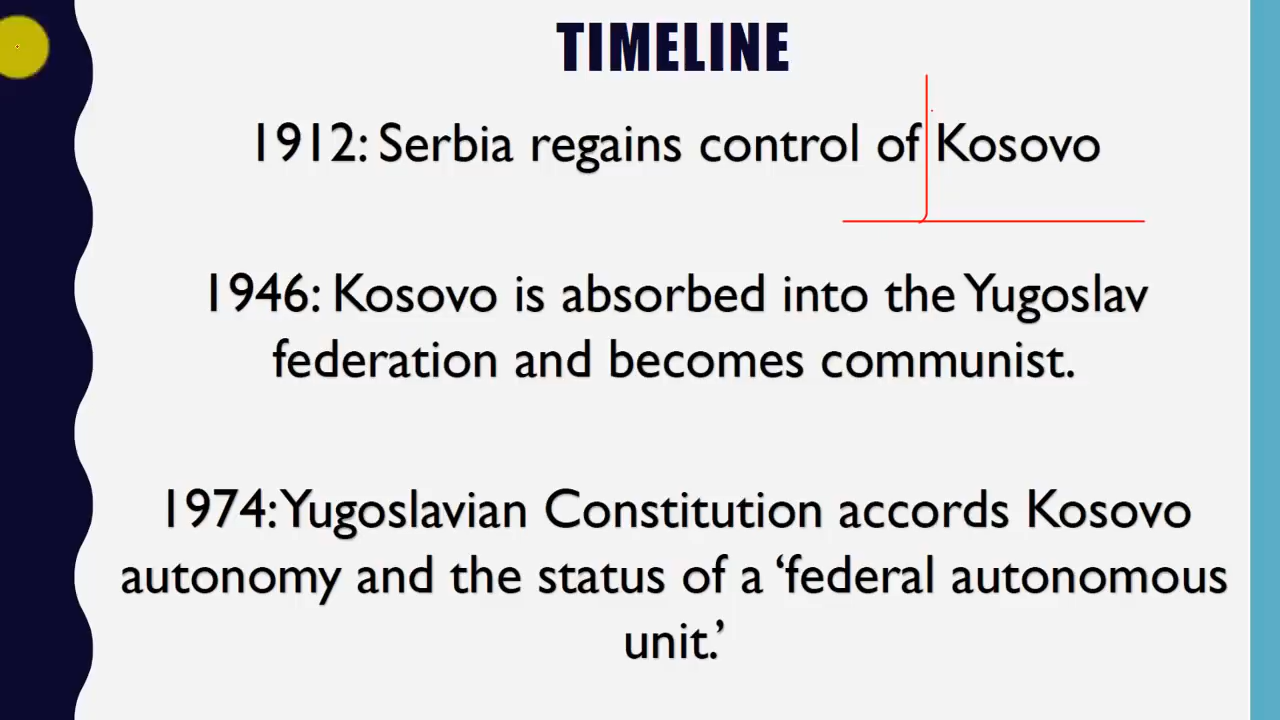 TIMELINE
1912: Serbia regains control of Kosovo
1946: Kosovo is absorbed into the Yugoslav
federation and becomes communist.
1974: Yugoslavian Constitution accords Kosovo
autonomy and the status of a ‘federal autonomous
unit.’